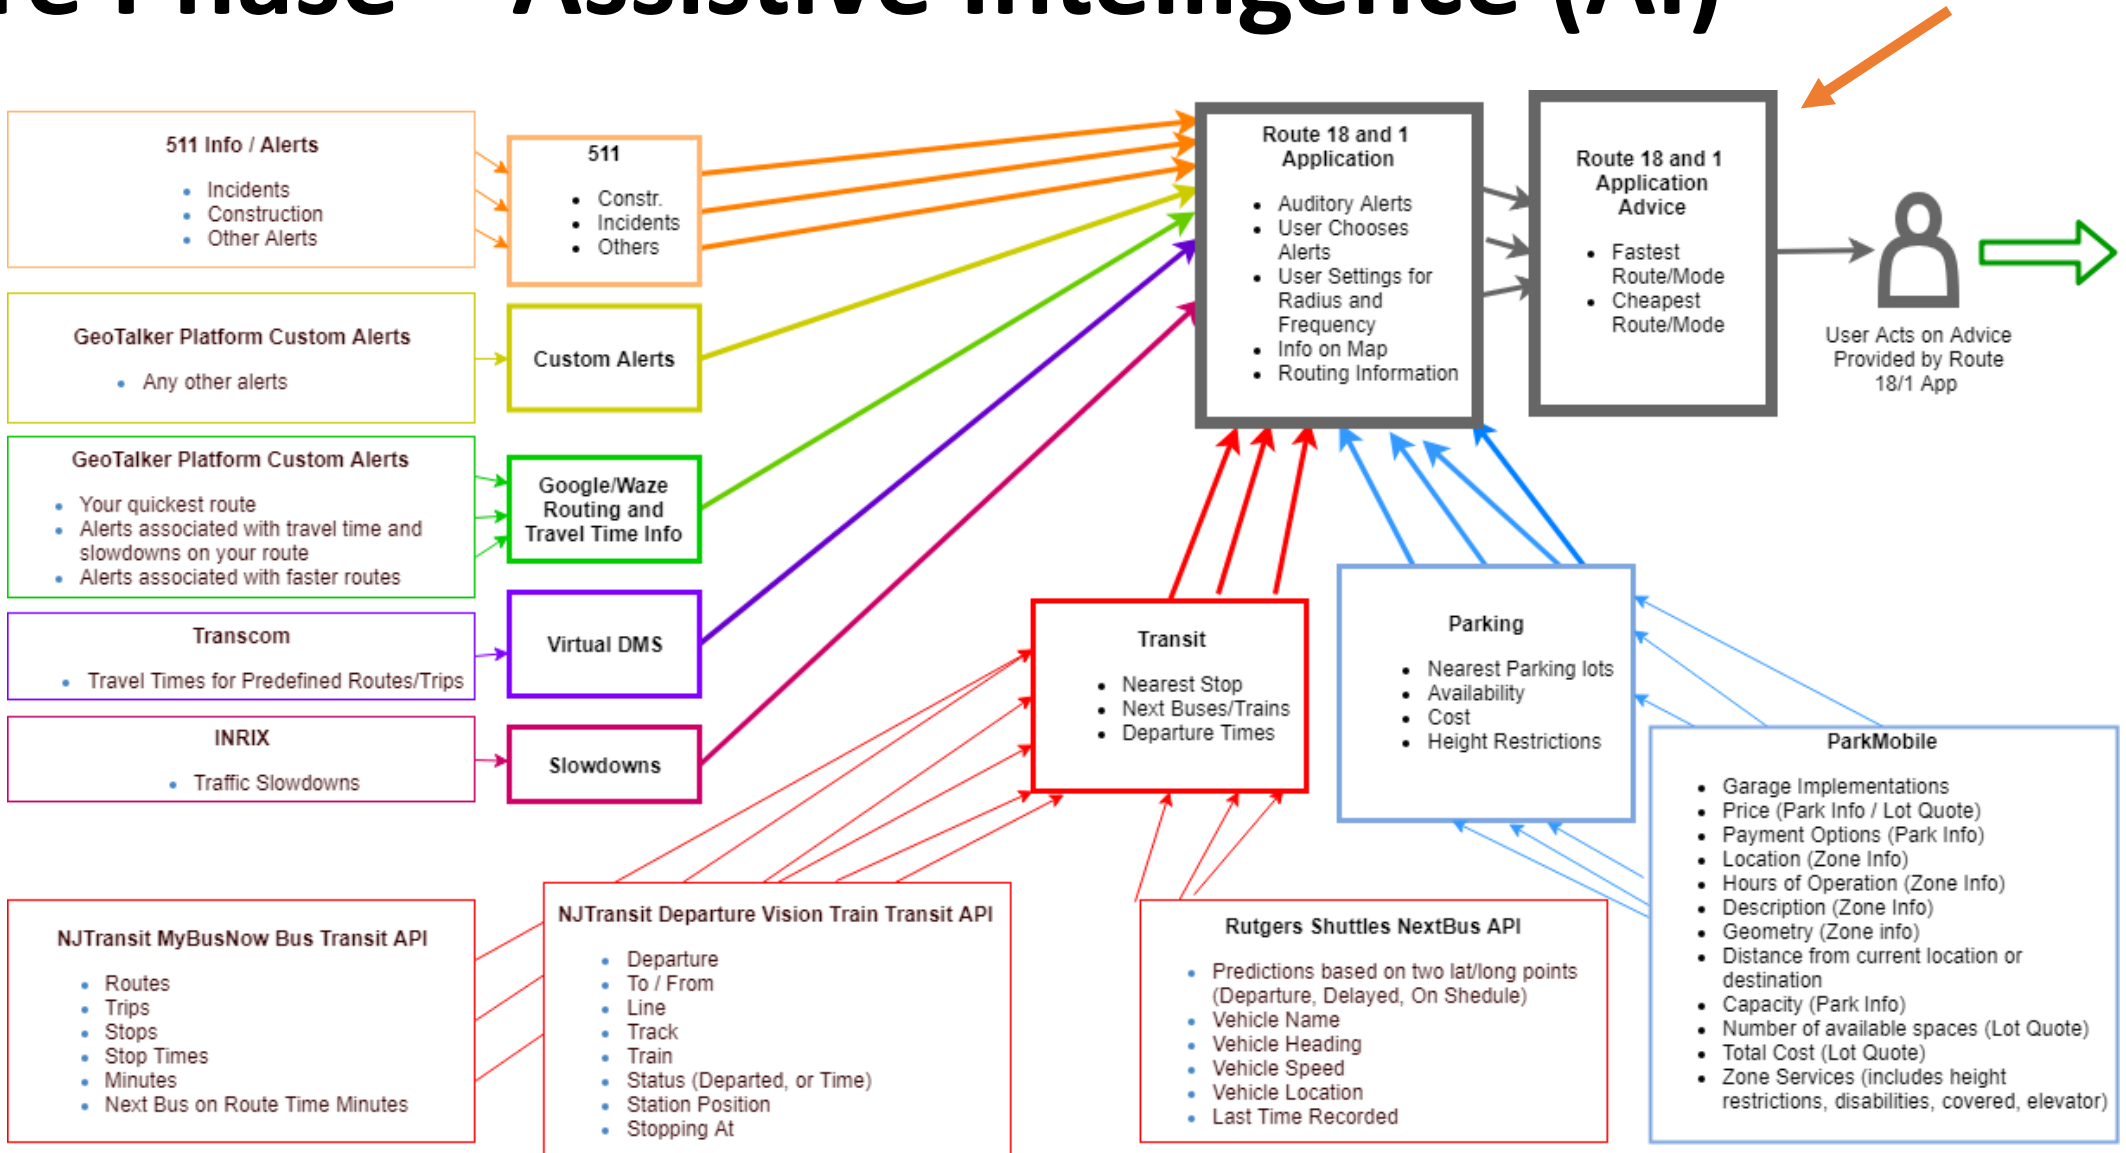 re Phase – Assistive Intelligence (AI)
511 Info / Alerts
Incidents
Construction
Other Alerts
511
Constr.
Incidents
Others
GeoTalker Platform Custom Alerts
Any other alerts
Custom Alerts
GeoTalker Platform Custom Alerts
Your quickest route
Alerts associated with travel time and
slowdowns on your route
Alerts associated with faster routes
Google/Waze
Routing and
Travel Time Info
Transcom
Travel Times for Predefined Routes/Trips
Virtual DMS
INRIX
Traffic Slowdowns
Slowdowns
Route 18 and 1
Application
Auditory Alerts
User Chooses
Alerts
User Settings for
Radius and
Frequency
Info on Map
Routing Information
Route 18 and 1
Application
Advice
Fastest
Route/Mode
Cheapest
Route/Mode
User Acts on Advice
Provided by Route
18/1 App
Transit
Nearest Stop
Next Buses/Trains
Departure Times
Parking
Nearest Parking lots
Availability
Cost
Height Restrictions
NJTransit MyBusNow Bus Transit API
Routes
Trips
Stops
Stop Times
Minutes
Next Bus on Route Time Minutes
NJTransit Departure Vision Train Transit API
Departure
To / From
Line
Track
Train
Status (Departed, or Time)
Station Position
Stopping At
Rutgers Shuttles NextBus API
Predictions based on two lat/long points
(Departure, Delayed, On Shedule)
Vehicle Name
Vehicle Heading
Vehicle Speed
Vehicle Location
Last Time Recorded
ParkMobile
Garage Implementations
Price (Park Info / Lot Quote)
Payment Options (Park Info)
Location (Zone Info)
Hours of Operation (Zone Info)
Description (Zone Info)
Geometry (Zone info)
Distance from current location or
destination
Capacity (Park Info)
Number of available spaces (Lot Quote)
Total Cost (Lot Quote)
Zone Services (includes height
restrictions, disabilities, covered, elevator)